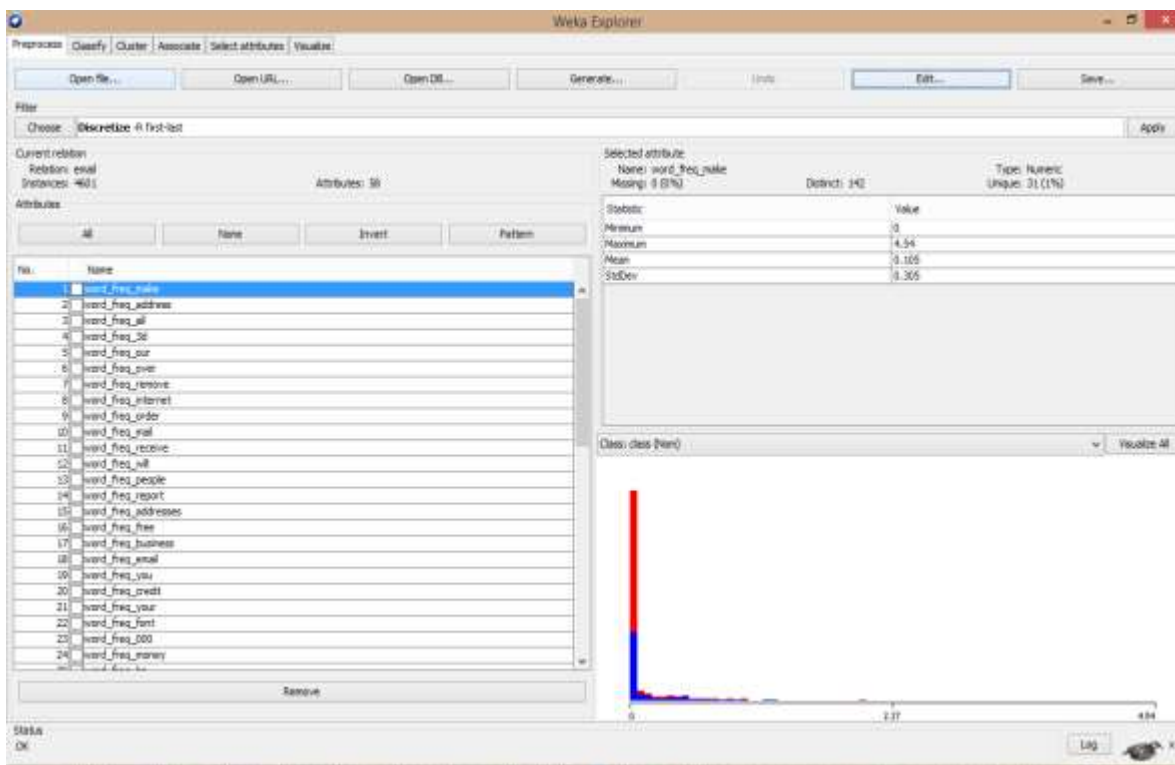 Weka Explorer
Preprocess Classify Cluster Associate Select attributes Visualize
Open file... Open URL... Open DB... Generate... Undo Edit... Save...
Filter
Choose Discretize -R first-last Apply
Current relation
Relation: email
Instances: 4601 Attributes: 58
Selected attribute
Name: word_freq_make Type: Numeric
Missing: 0 (0%) Distinct: 142 Unique: 31 (1%)
Attributes
All None Invert Pattern
No. Name
1 word_freq_make
2 word_freq_address
3 word_freq_all
4 word_freq_3d
5 word_freq_our
6 word_freq_over
7 word_freq_remove
8 word_freq_internet
9 word_freq_order
10 word_freq_mail
11 word_freq_receive
12 word_freq_will
13 word_freq_people
14 word_freq_report
15 word_freq_addresses
16 word_freq_free
17 word_freq_business
18 word_freq_email
19 word_freq_you
20 word_freq_credit
21 word_freq_your
22 word_freq_font
23 word_freq_000
24 word_freq_money
Remove
Statistic Value
Minimum 0
Maximum 4.54
Mean 0.105
StdDev 0.305
Class: class (Nom) Visualize All
0 2.27 4.54
Status
OK
Log x